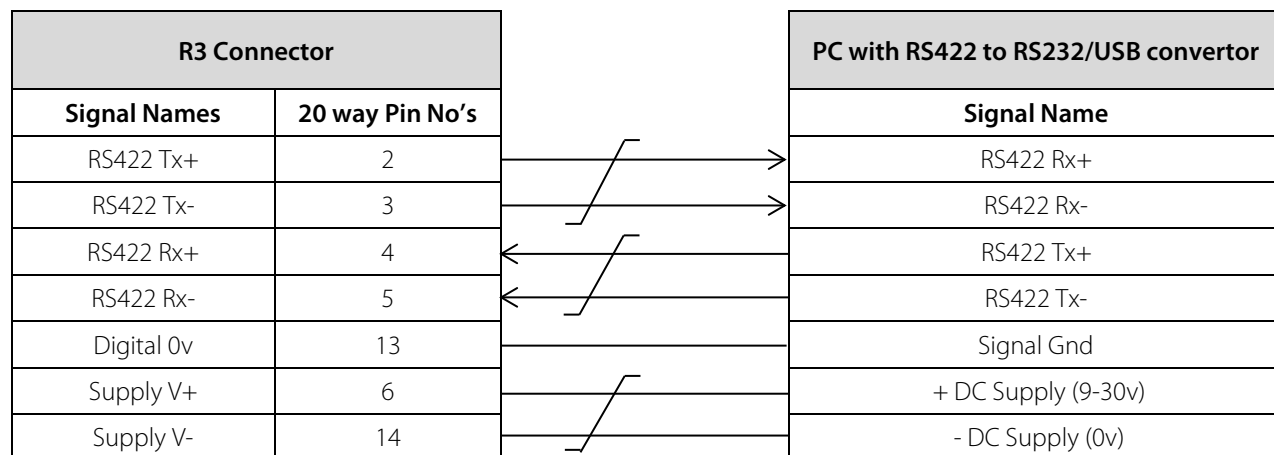 R3 Connector PC with RS422 to RS232/USB convertor
Signal Names 20 way Pin No’s Signal Name
RS422 Tx+ 2 RS422 Rx+
RS422 Tx- 3 RS422 Rx-
RS422 Rx+ 4 RS422 Tx+
RS422 Rx- 5 RS422 Tx-
Digital 0v 13 Signal Gnd
Supply V+ 6 + DC Supply (9-30v)
Supply V- 14 - DC Supply (0v)